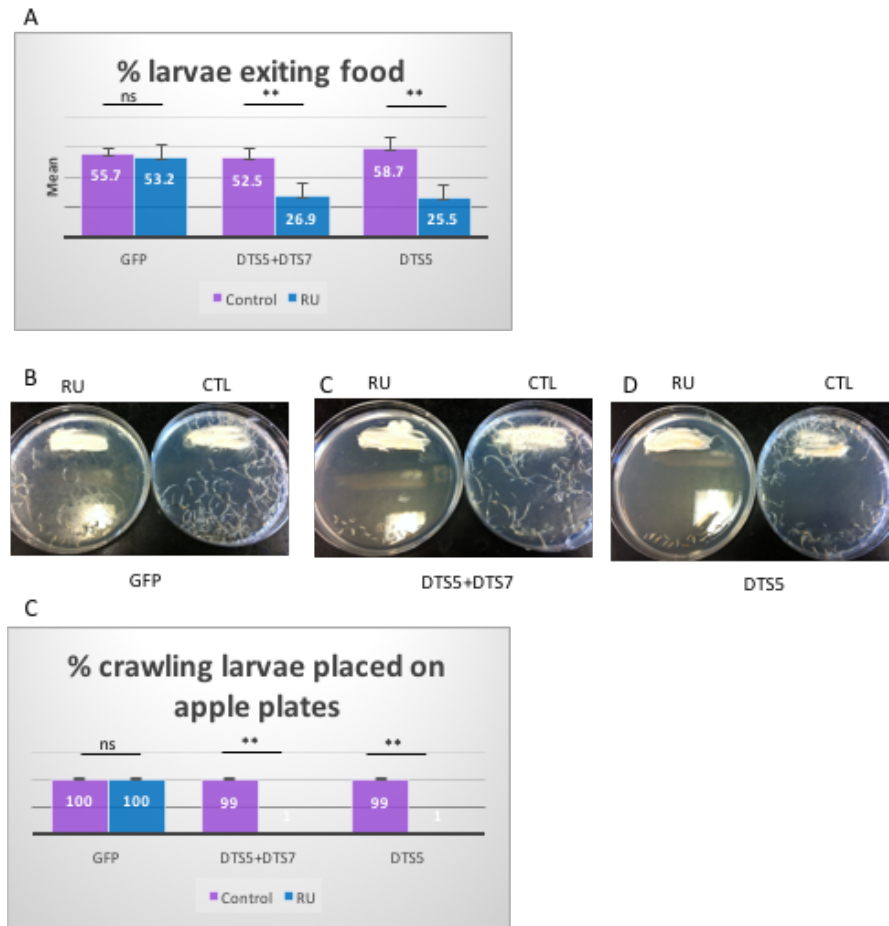 A
% larvae exiting food
ns ** **
Mean
55.7 53.2 52.5 26.9 58.7 25.5
GFP DTS5+DTS7 DTS5
Control RU
B RU CTL C RU CTL D RU CTL
GFP DTS5+DTS7 DTS5
C
% crawling larvae placed on
apple plates
ns ** **
100 100 99 1 99 1
GFP DTS5+DTS7 DTS5
Control RU